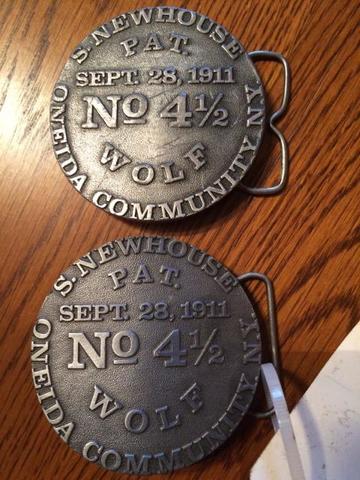 S. NEWHOUSE
PAT.
SEPT. 28, 1911
No 4½
WOLF
ONEIDA COMMUNITY N.Y.
S. NEWHOUSE
PAT.
SEPT. 28, 1911
No 4½
WOLF
ONEIDA COMMUNITY N.Y.